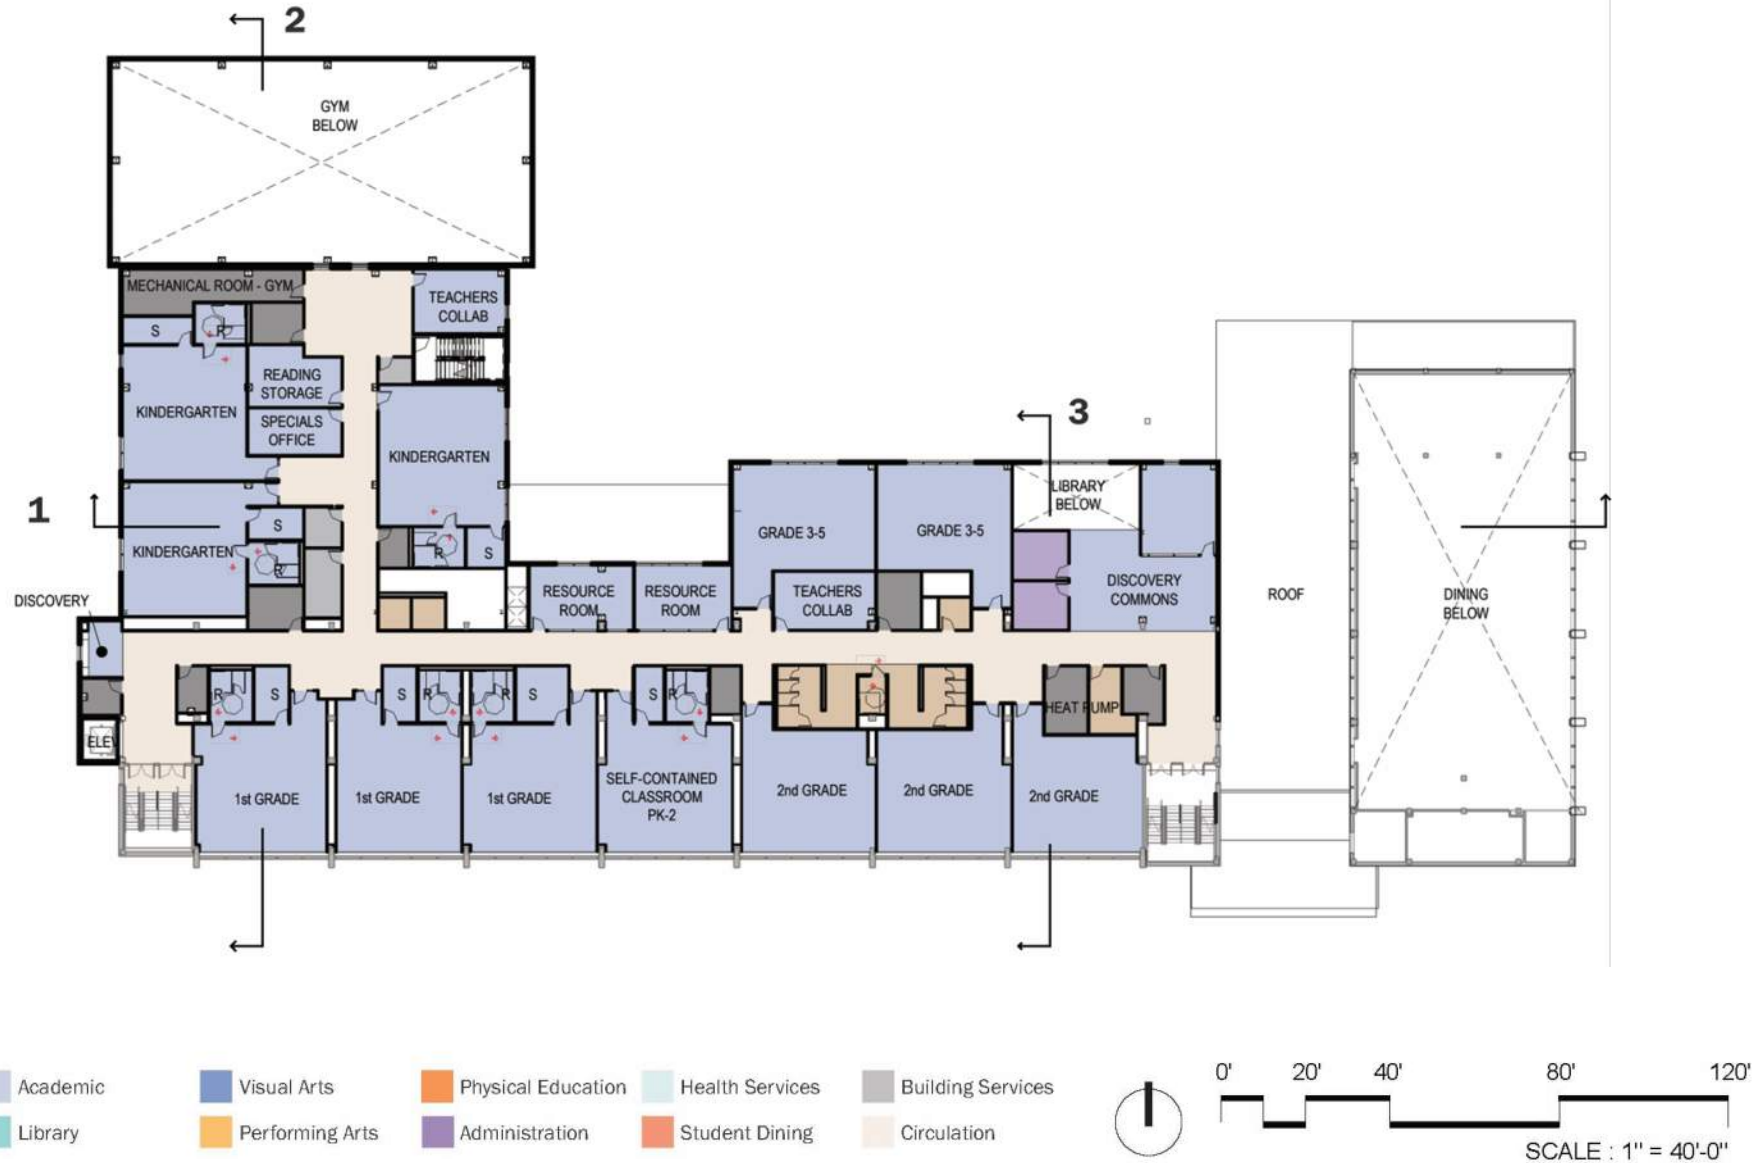 2
GYM
BELOW
MECHANICAL ROOM - GYM
TEACHERS
COLLAB
S
R
READING
STORAGE
KINDERGARTEN
SPECIALS
OFFICE
KINDERGARTEN
3
LIBRARY
BELOW
1
S
GRADE 3-5
GRADE 3-5
KINDERGARTEN
R
S
R
DISCOVERY
RESOURCE
ROOM
RESOURCE
ROOM
TEACHERS
COLLAB
DISCOVERY
COMMONS
ROOF
DINING
BELOW
R
S
S
R
R
S
S
R
HEAT PUMP
ELEV
1st GRADE
1st GRADE
1st GRADE
SELF-CONTAINED
CLASSROOM
PK-2
2nd GRADE
2nd GRADE
2nd GRADE
Academic
Visual Arts
Physical Education
Health Services
Building Services
Library
Performing Arts
Administration
Student Dining
Circulation
0' 20' 40' 80' 120'
SCALE : 1" = 40'-0"